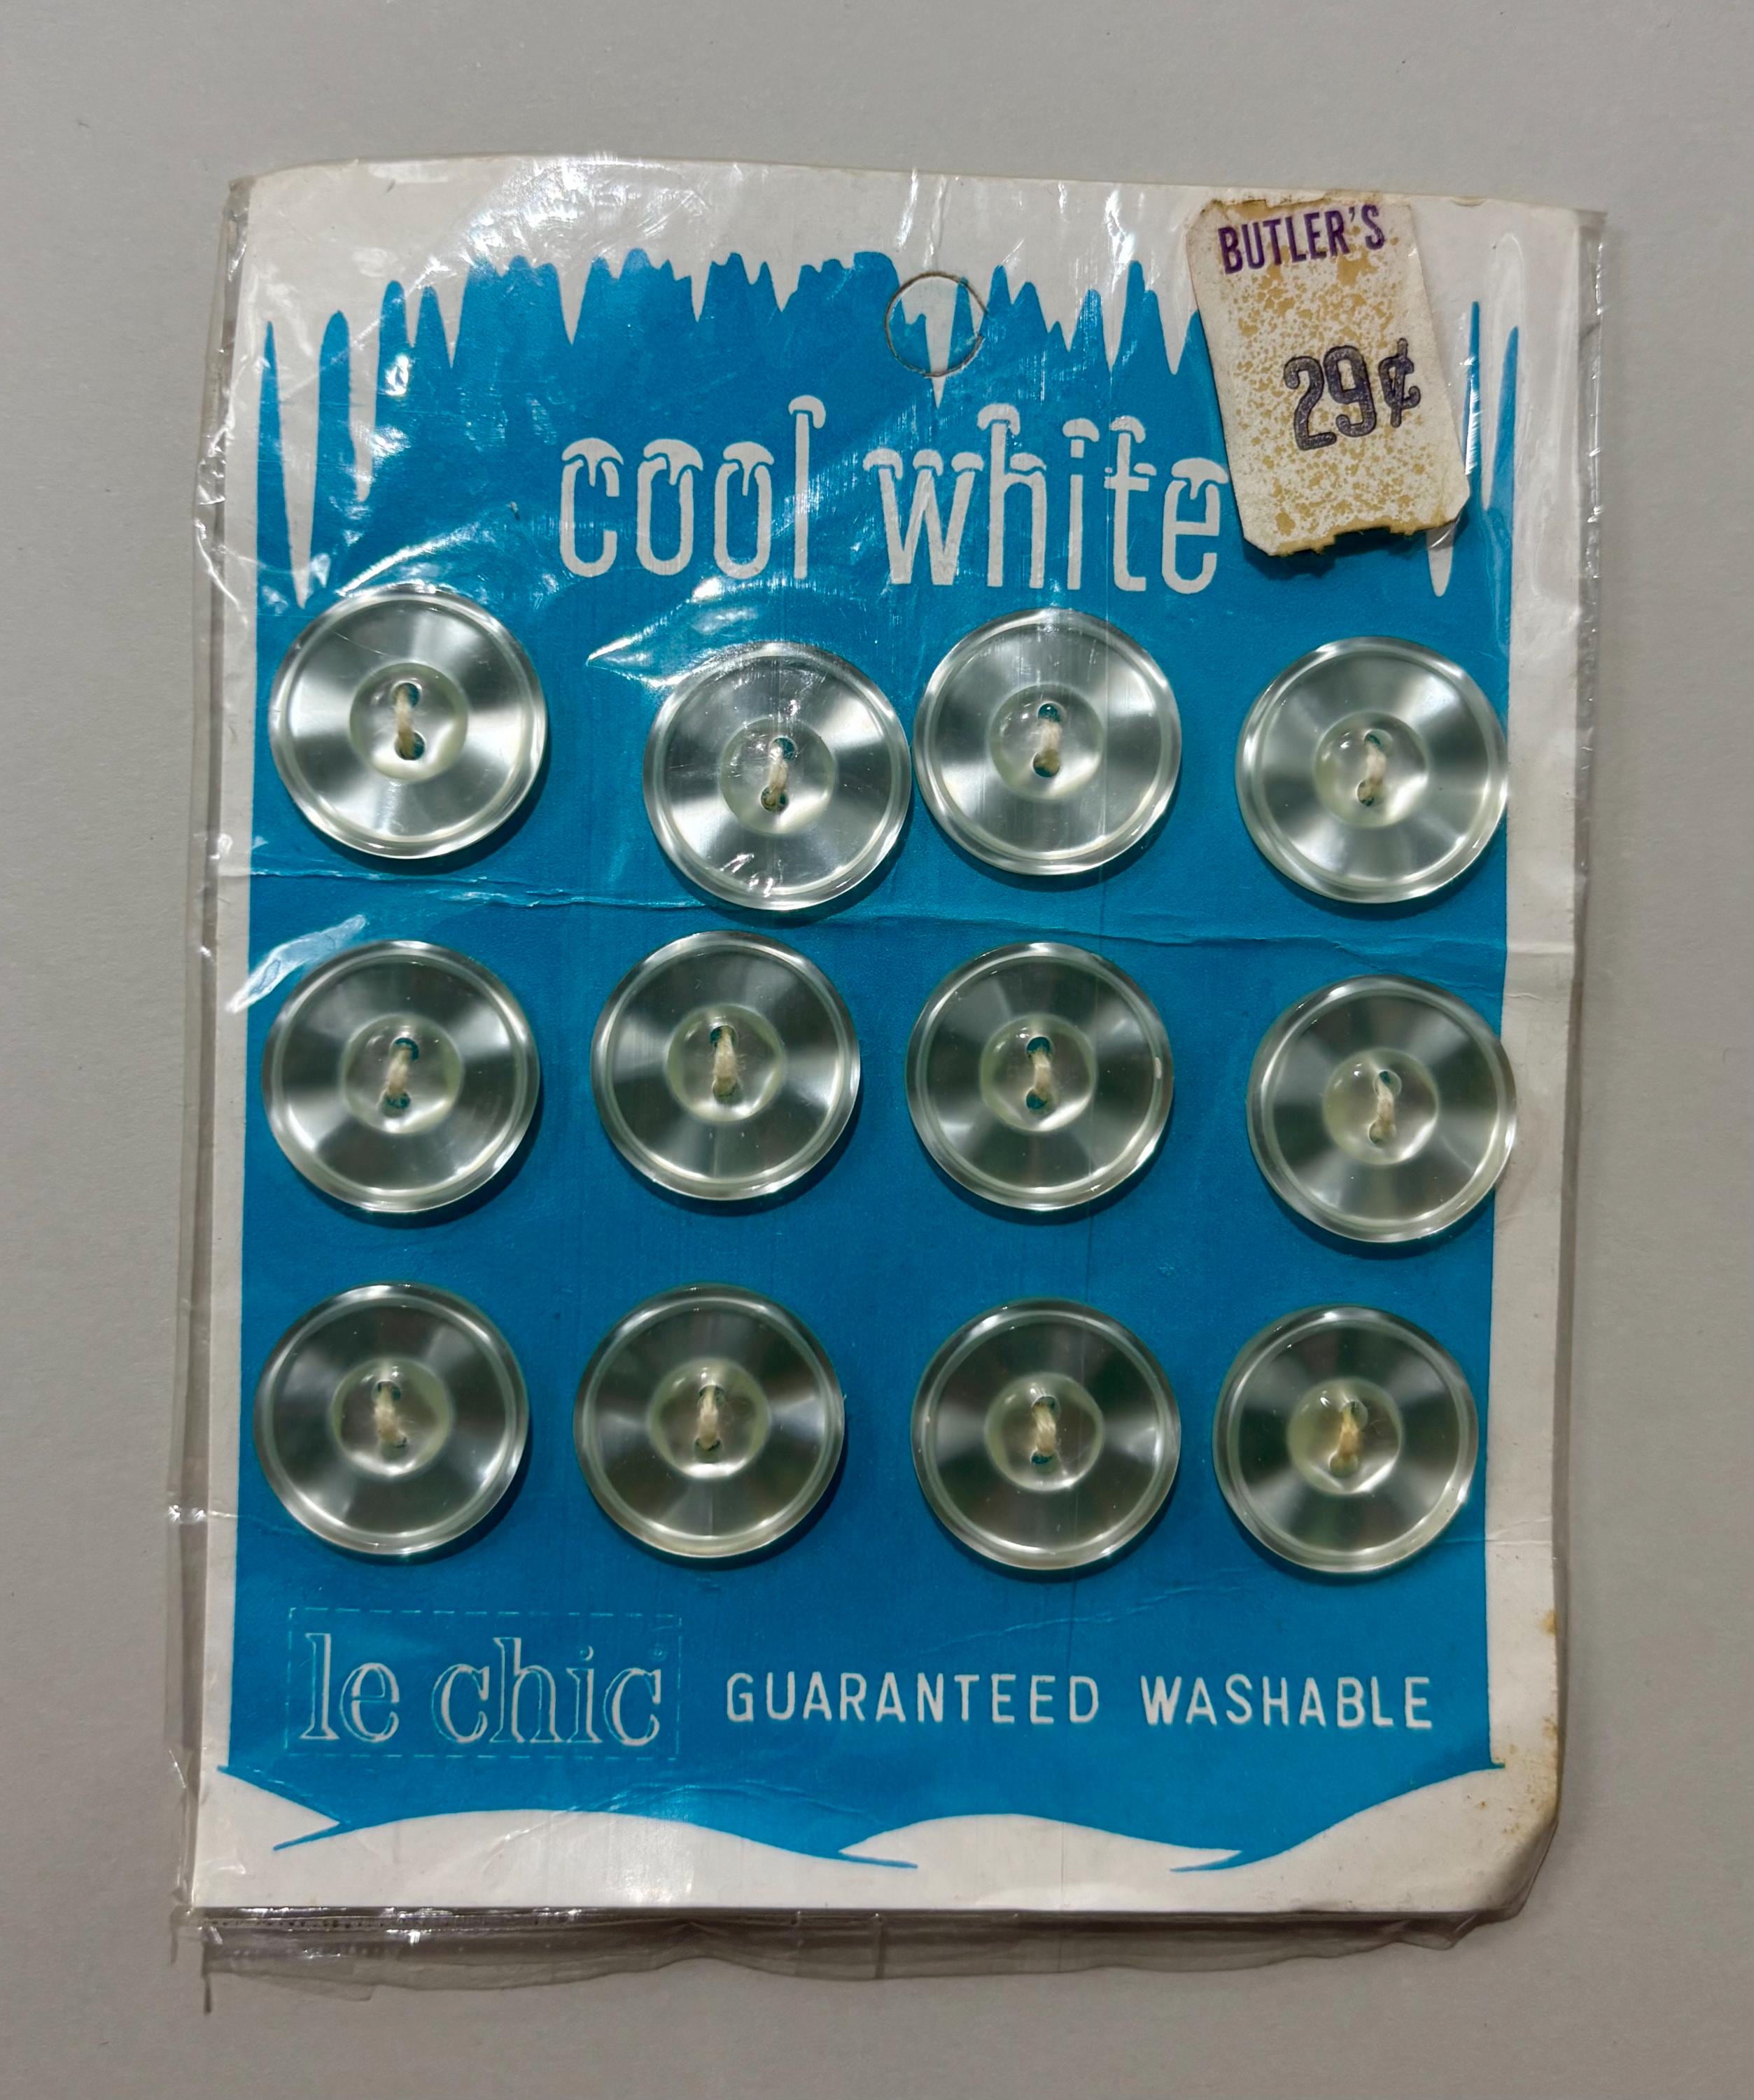 BUTLER'S
29¢
cool white
le chic
GUARANTEED WASHABLE